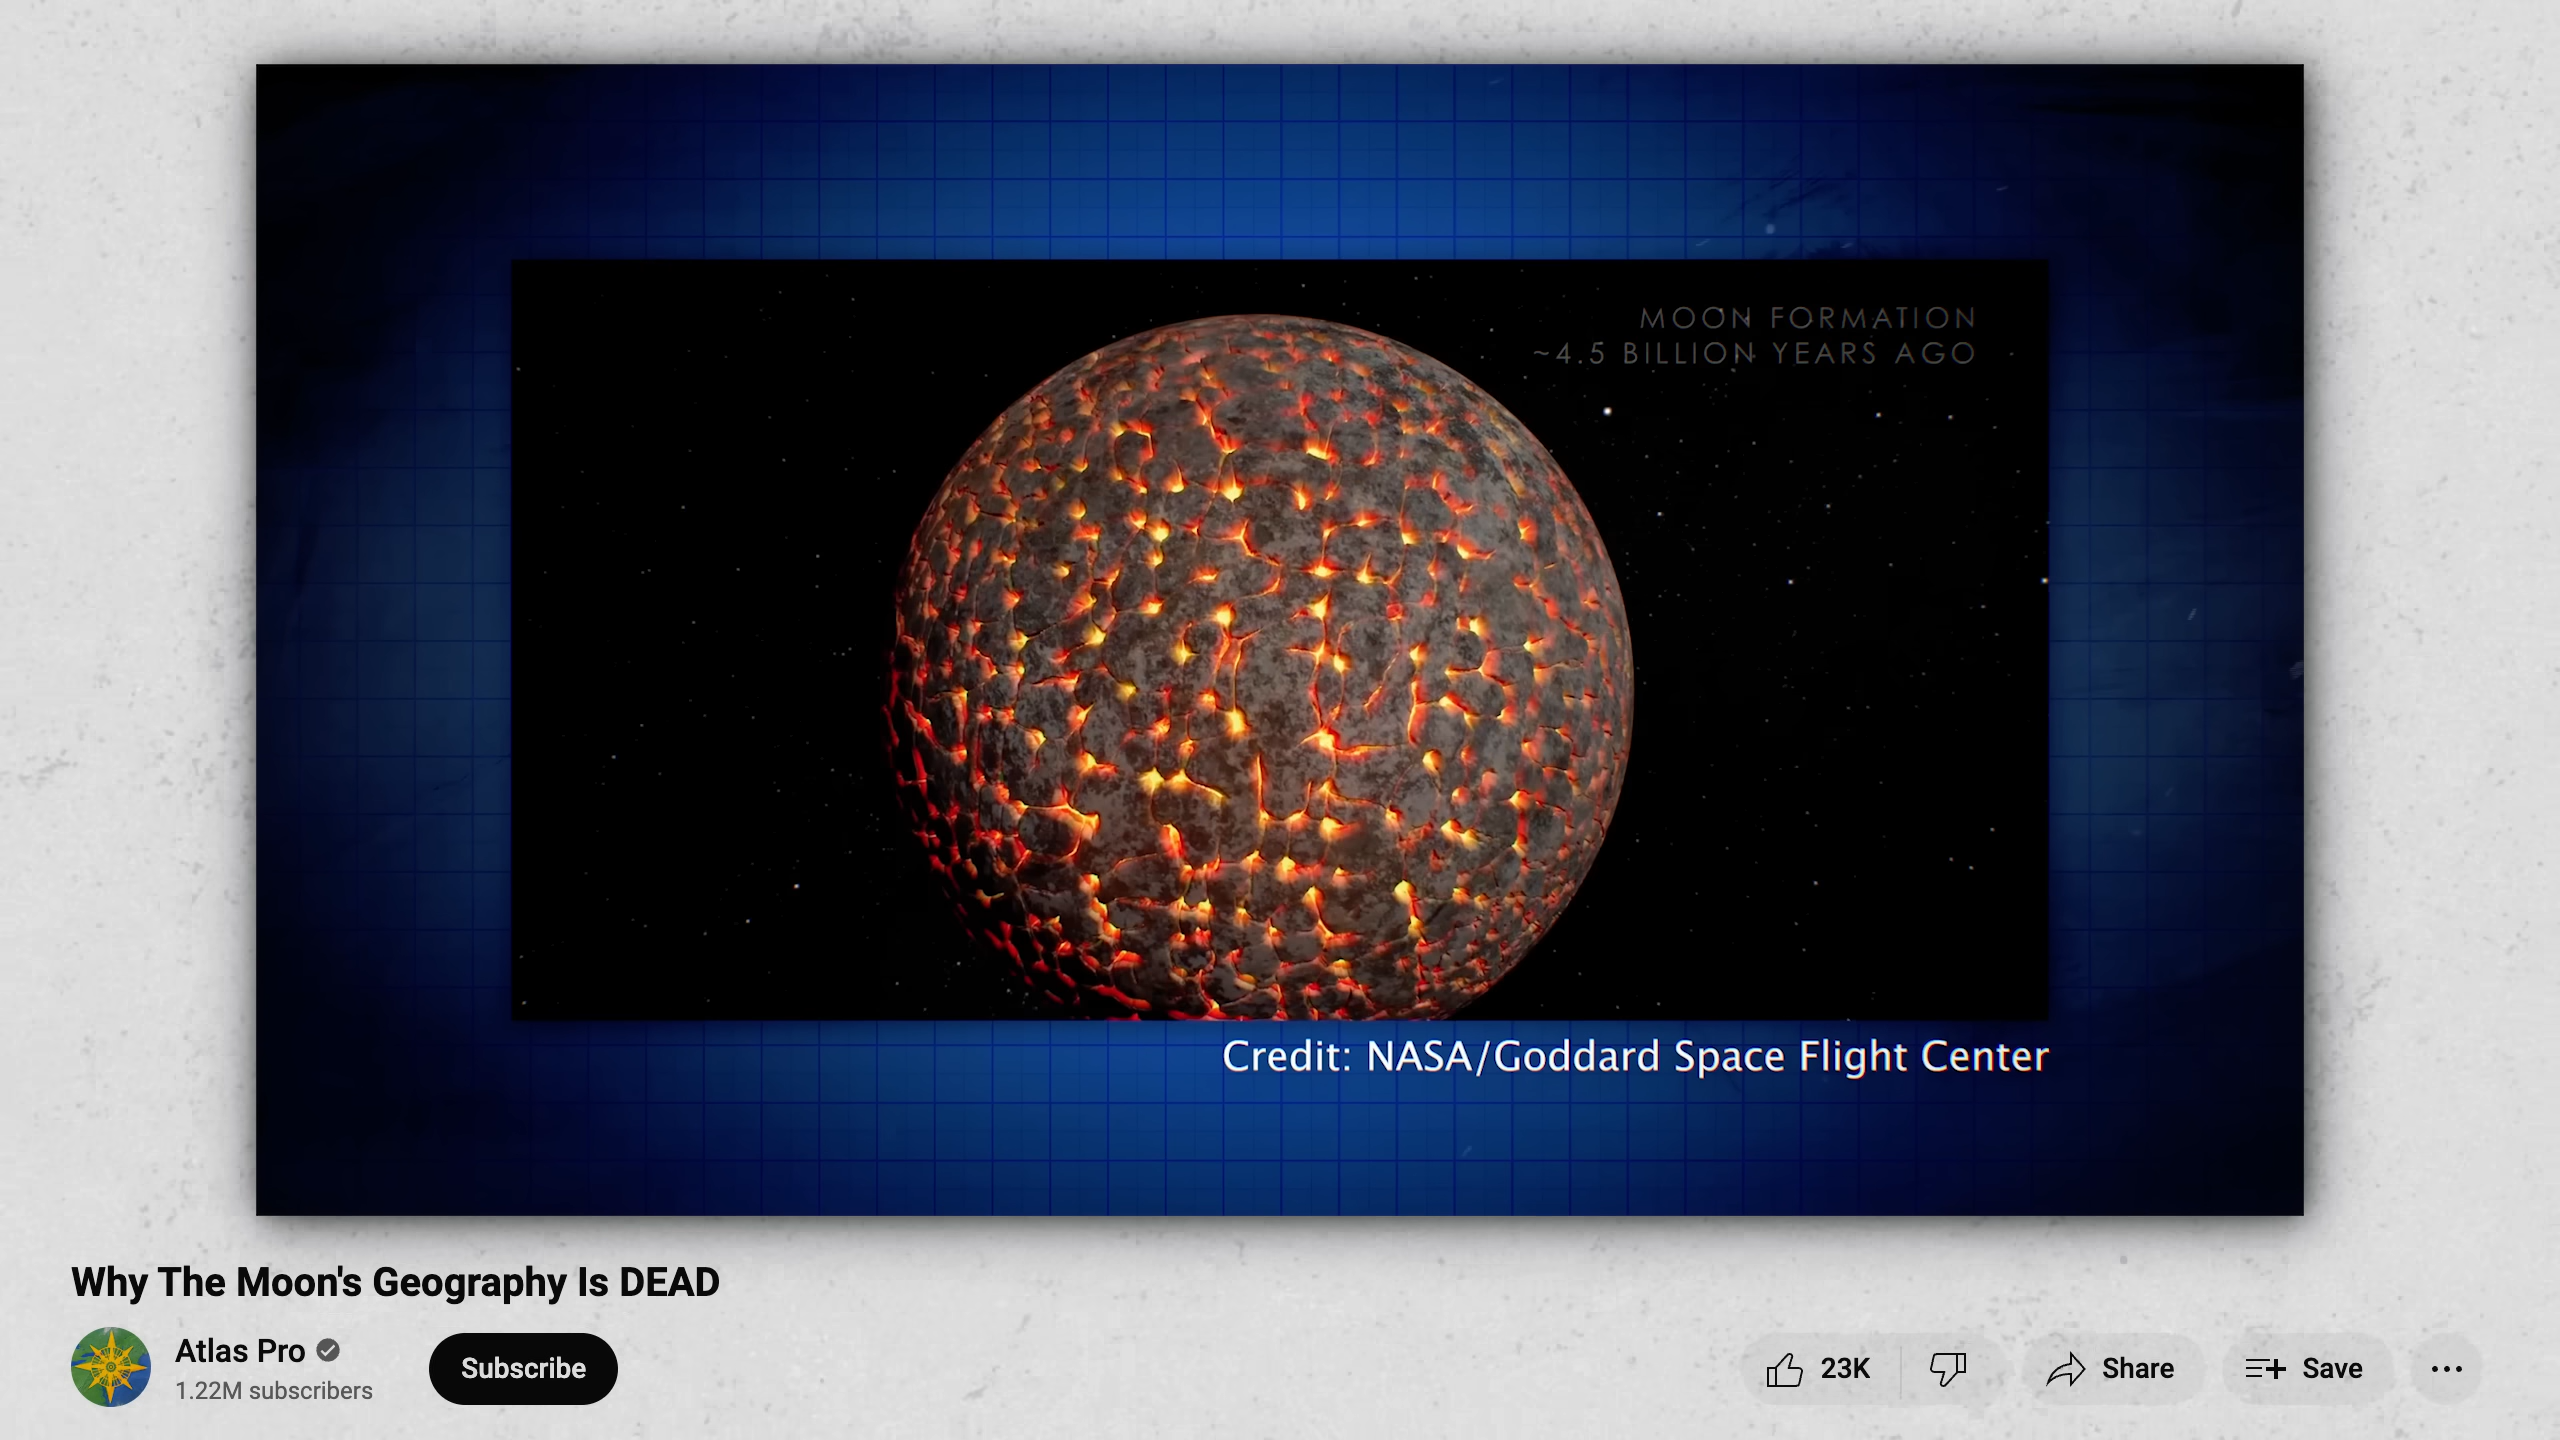 MOON FORMATION
~4.5 BILLION YEARS AGO
Credit: NASA/Goddard Space Flight Center
Why The Moon's Geography Is DEAD
Atlas Pro
1.22M subscribers
Subscribe
23K
Share
Save